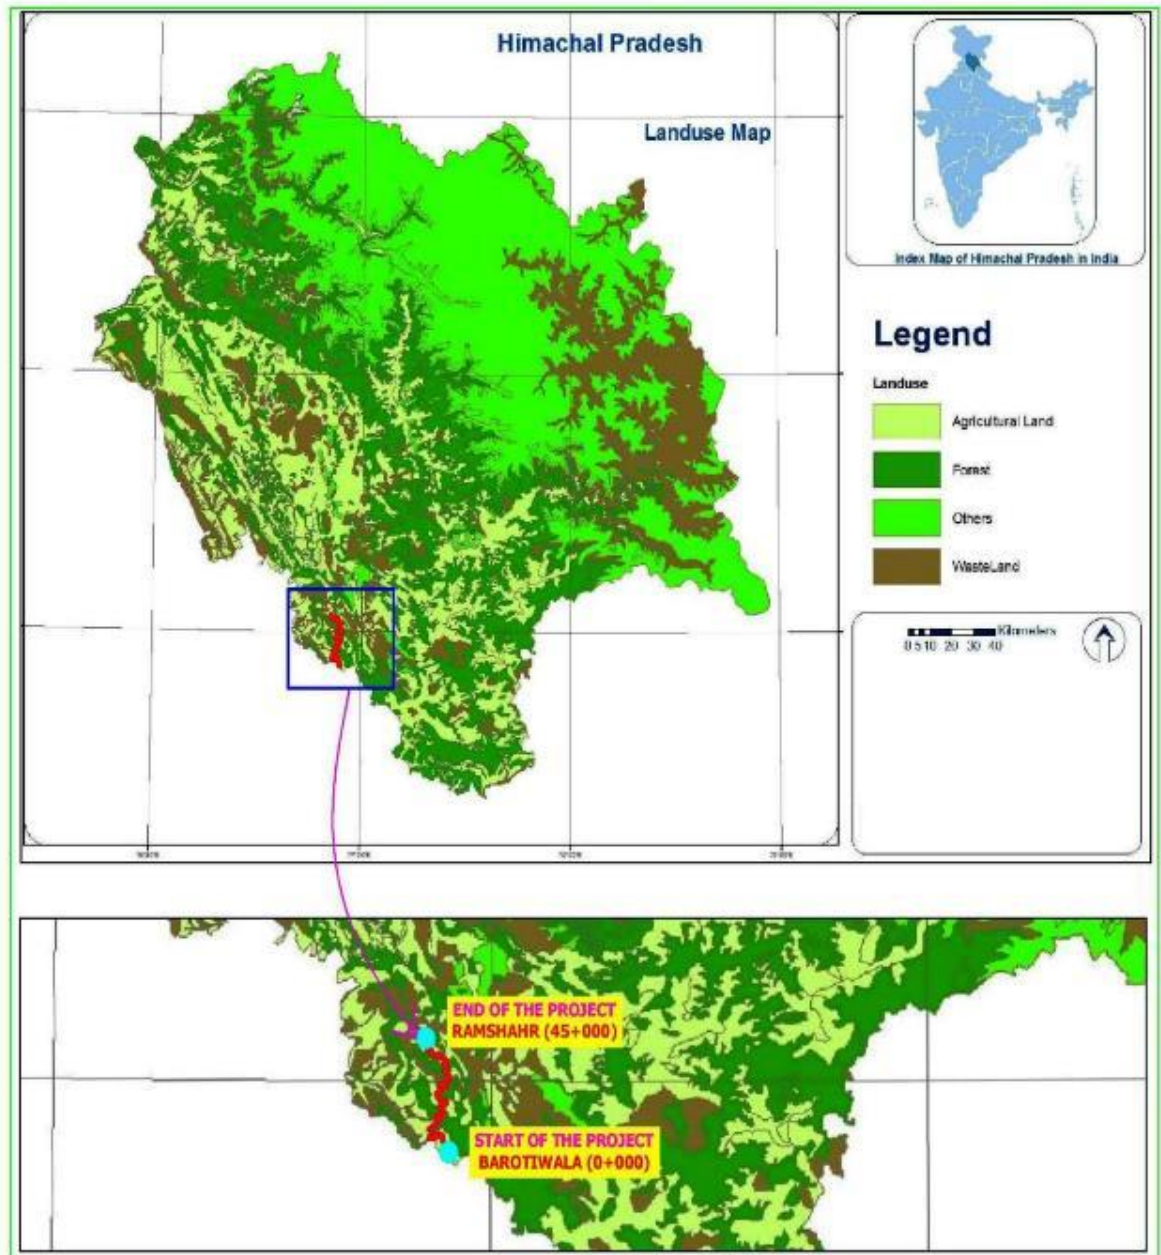 Himachal Pradesh
Landuse Map
Index Map of Himachal Pradesh in India
Legend
Landuse
Agricultural Land
Forest
Others
WasteLand
Kilometers
0 5 10 20 30 40
END OF THE PROJECT
RAMSHAHR (45+000)
START OF THE PROJECT
BAROTIWALA (0+000)